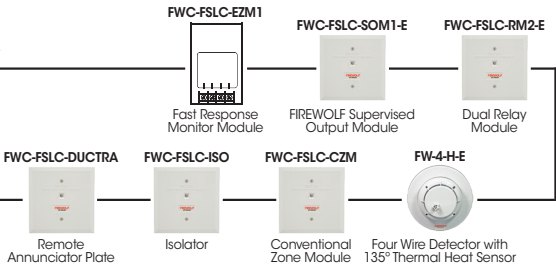 FWC-FSLC-EZM1
FWC-FSLC-SOM1-E
FWC-FSLC-RM2-E
Fast Response
Monitor Module
FIREWOLF Supervised
Output Module
Dual Relay
Module
FWC-FSLC-DUCTRA
FWC-FSLC-ISO
FWC-FSLC-CZM
FW-4-H-E
Remote
Annunciator Plate
Isolator
Conventional
Zone Module
Four Wire Detector with
135° Thermal Heat Sensor